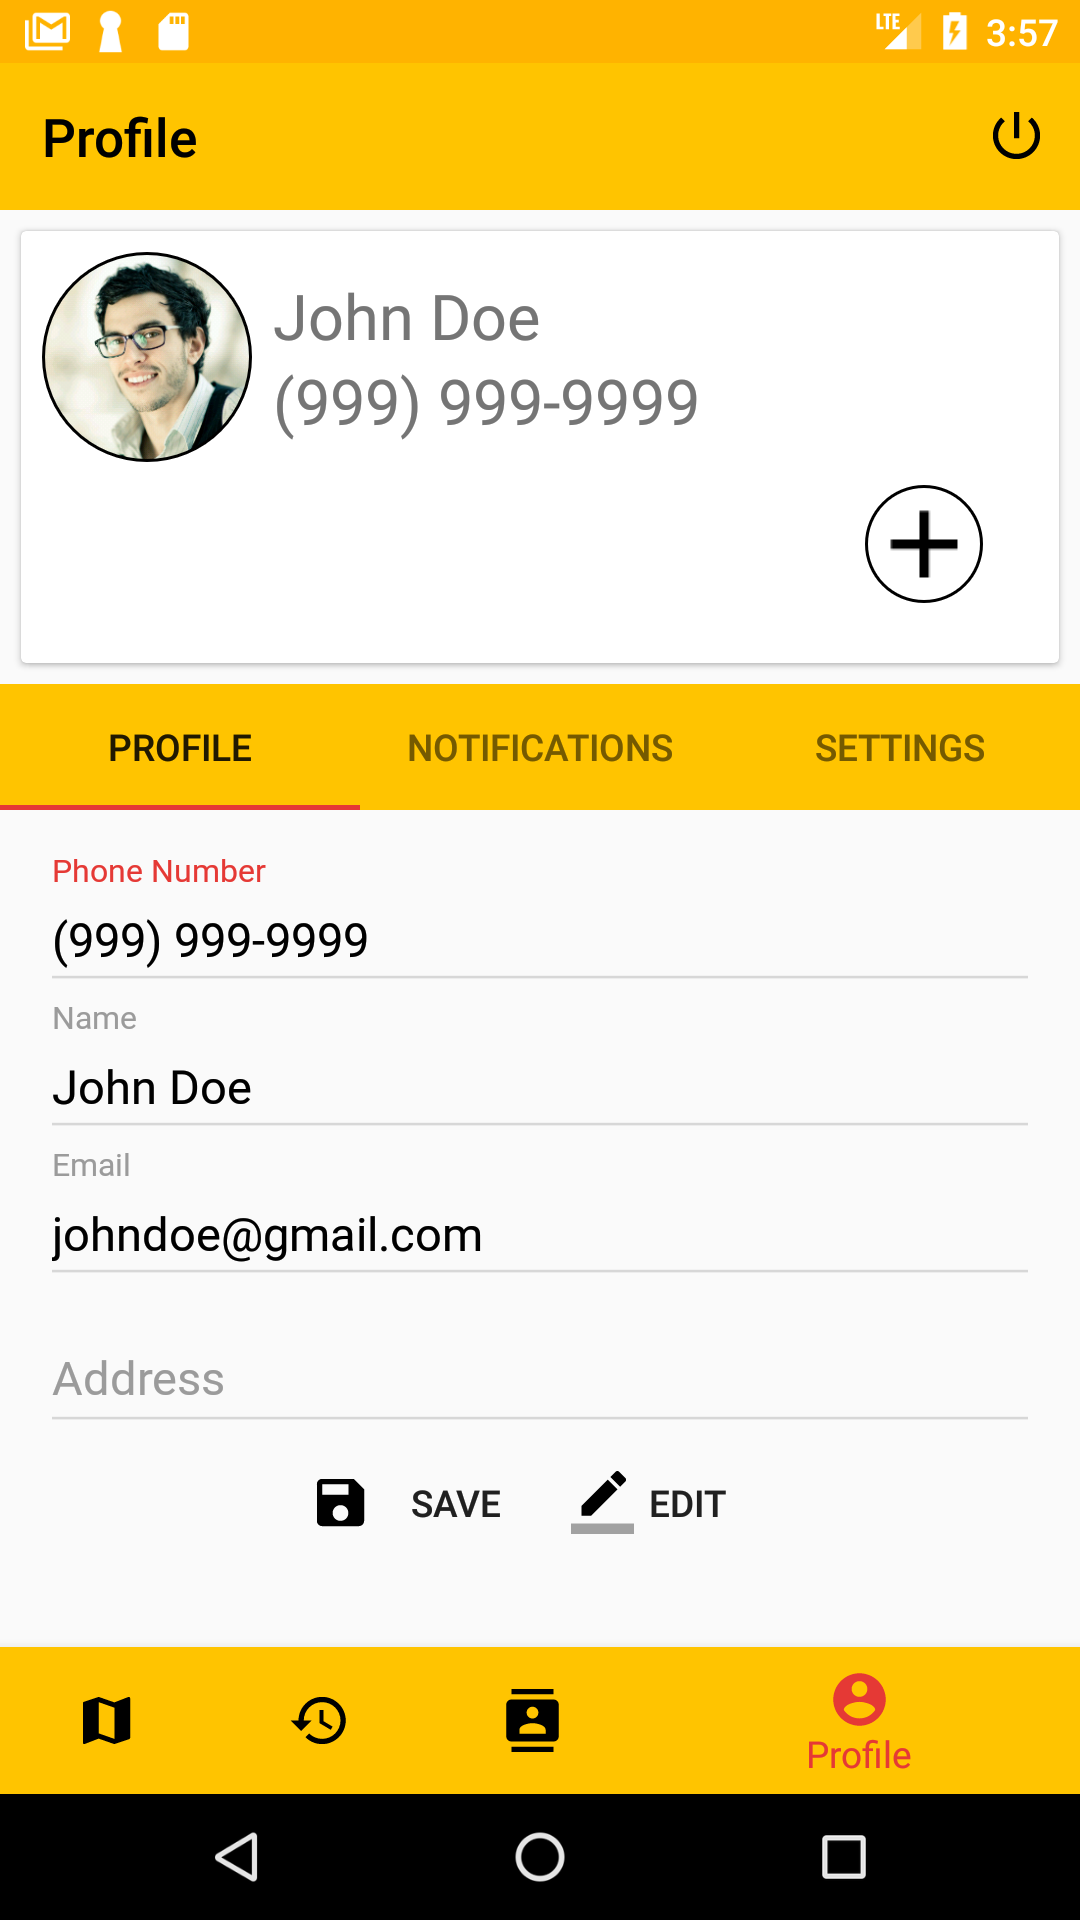 LTE 3:57
Profile
John Doe
(999) 999-9999
PROFILE NOTIFICATIONS SETTINGS
Phone Number
(999) 999-9999
Name
John Doe
Email
johndoe@gmail.com
Address
SAVE EDIT
Profile